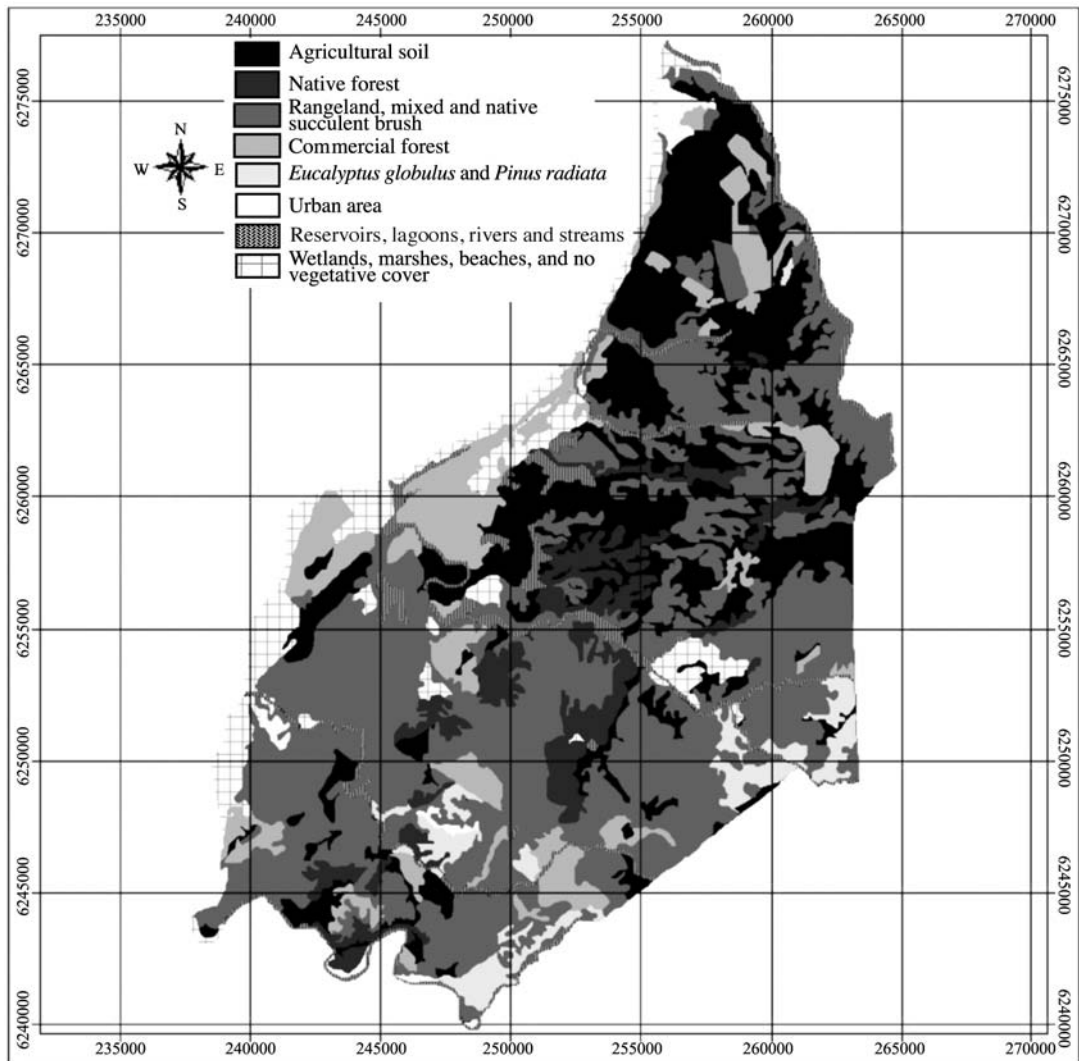 235000 240000 245000 250000 255000 260000 265000 270000
Agricultural soil
Native forest
Rangeland, mixed and native
succulent brush
Commercial forest
Eucalyptus globulus and Pinus radiata
Urban area
Reservoirs, lagoons, rivers and streams
Wetlands, marshes, beaches, and no
vegetative cover
N
W E
S
6275000 6275000
6270000 6270000
6265000 6265000
6260000 6260000
6255000 6255000
6250000 6250000
6245000 6245000
6240000 6240000
235000 240000 245000 250000 255000 260000 265000 270000